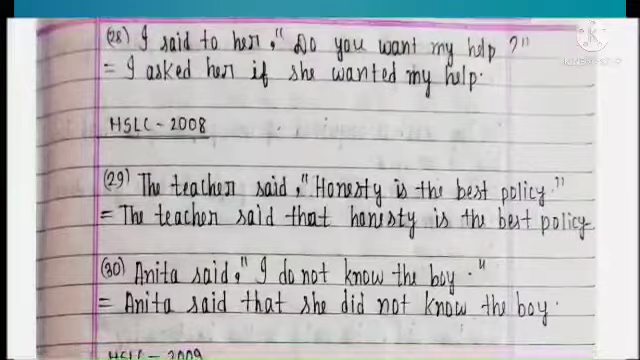 (28) I said to her, "Do you want my help ?"
= I asked her if she wanted my help.
HSLC - 2008
(29) The teacher said, "Honesty is the best policy."
= The teacher said that honesty is the best policy
(30) Anita said, "I do not know the boy."
= Anita said that she did not know the boy.
HSLC - 2009